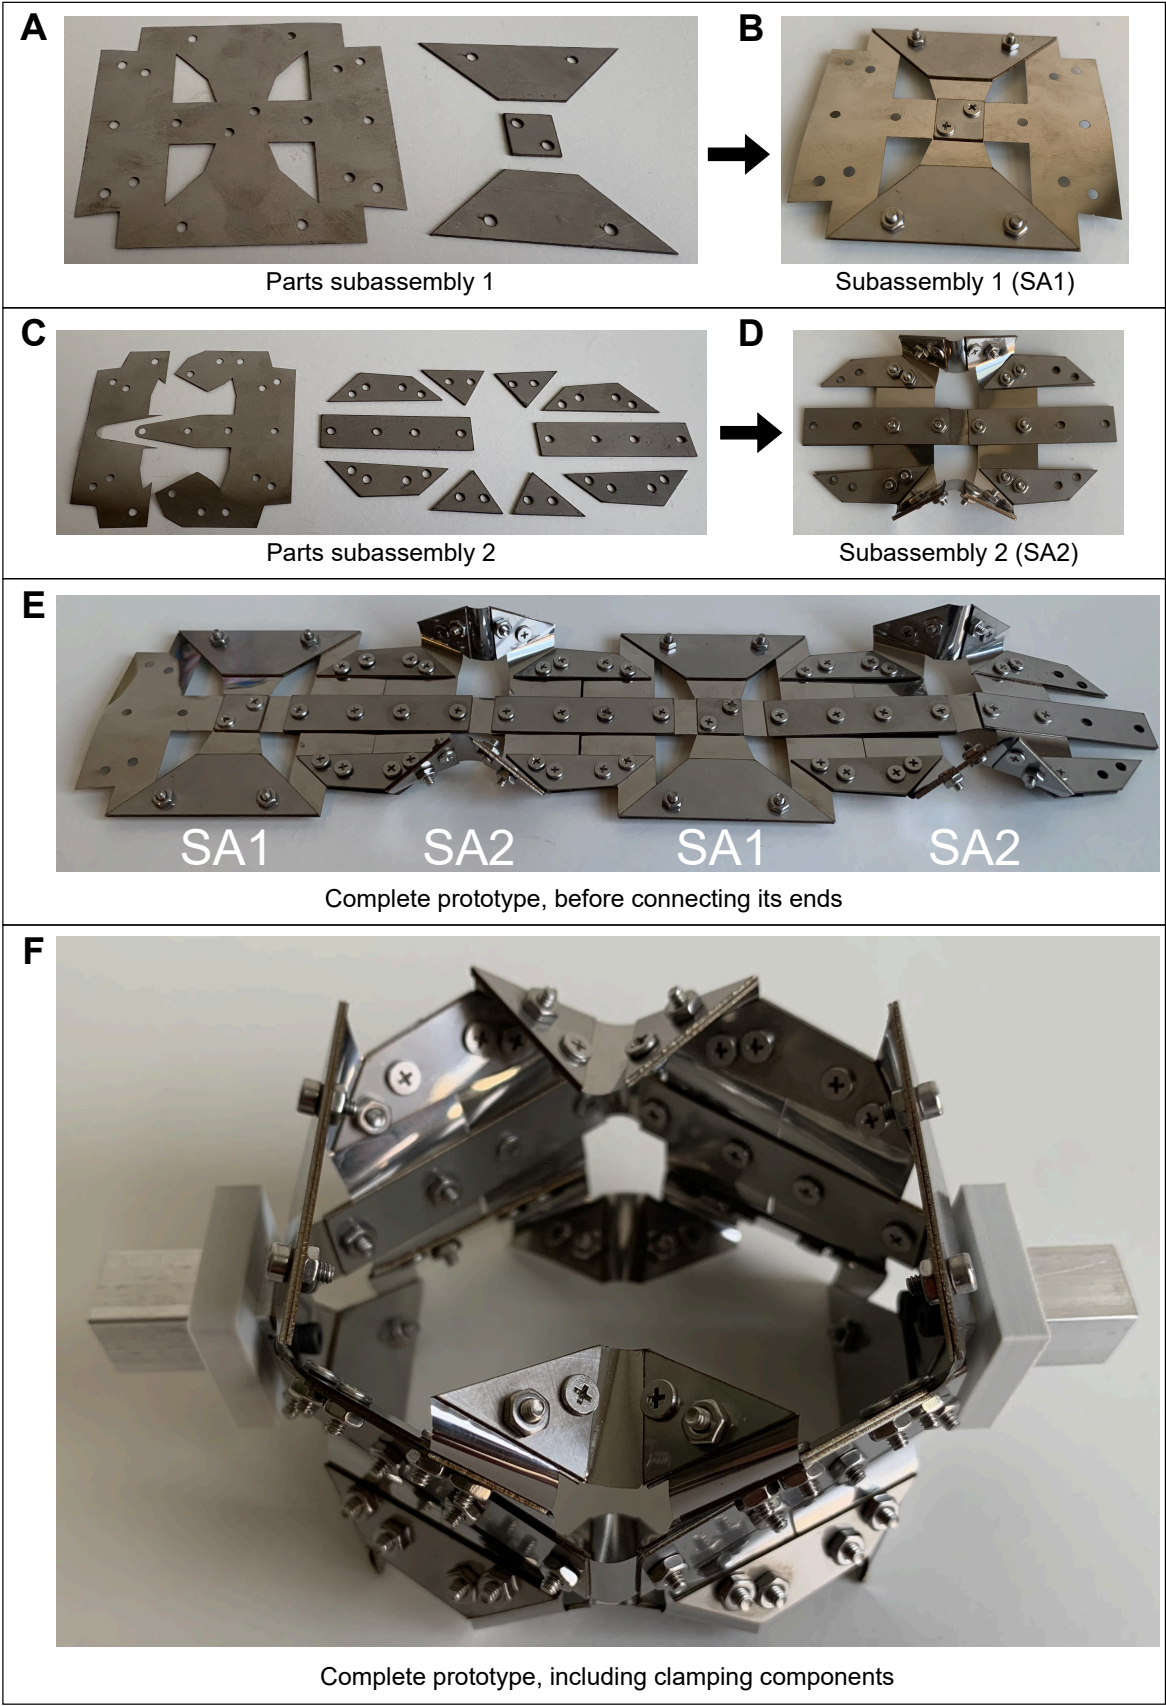 A
B
Parts subassembly 1
Subassembly 1 (SA1)
C
D
Parts subassembly 2
Subassembly 2 (SA2)
E
SA1 SA2 SA1 SA2
Complete prototype, before connecting its ends
F
Complete prototype, including clamping components